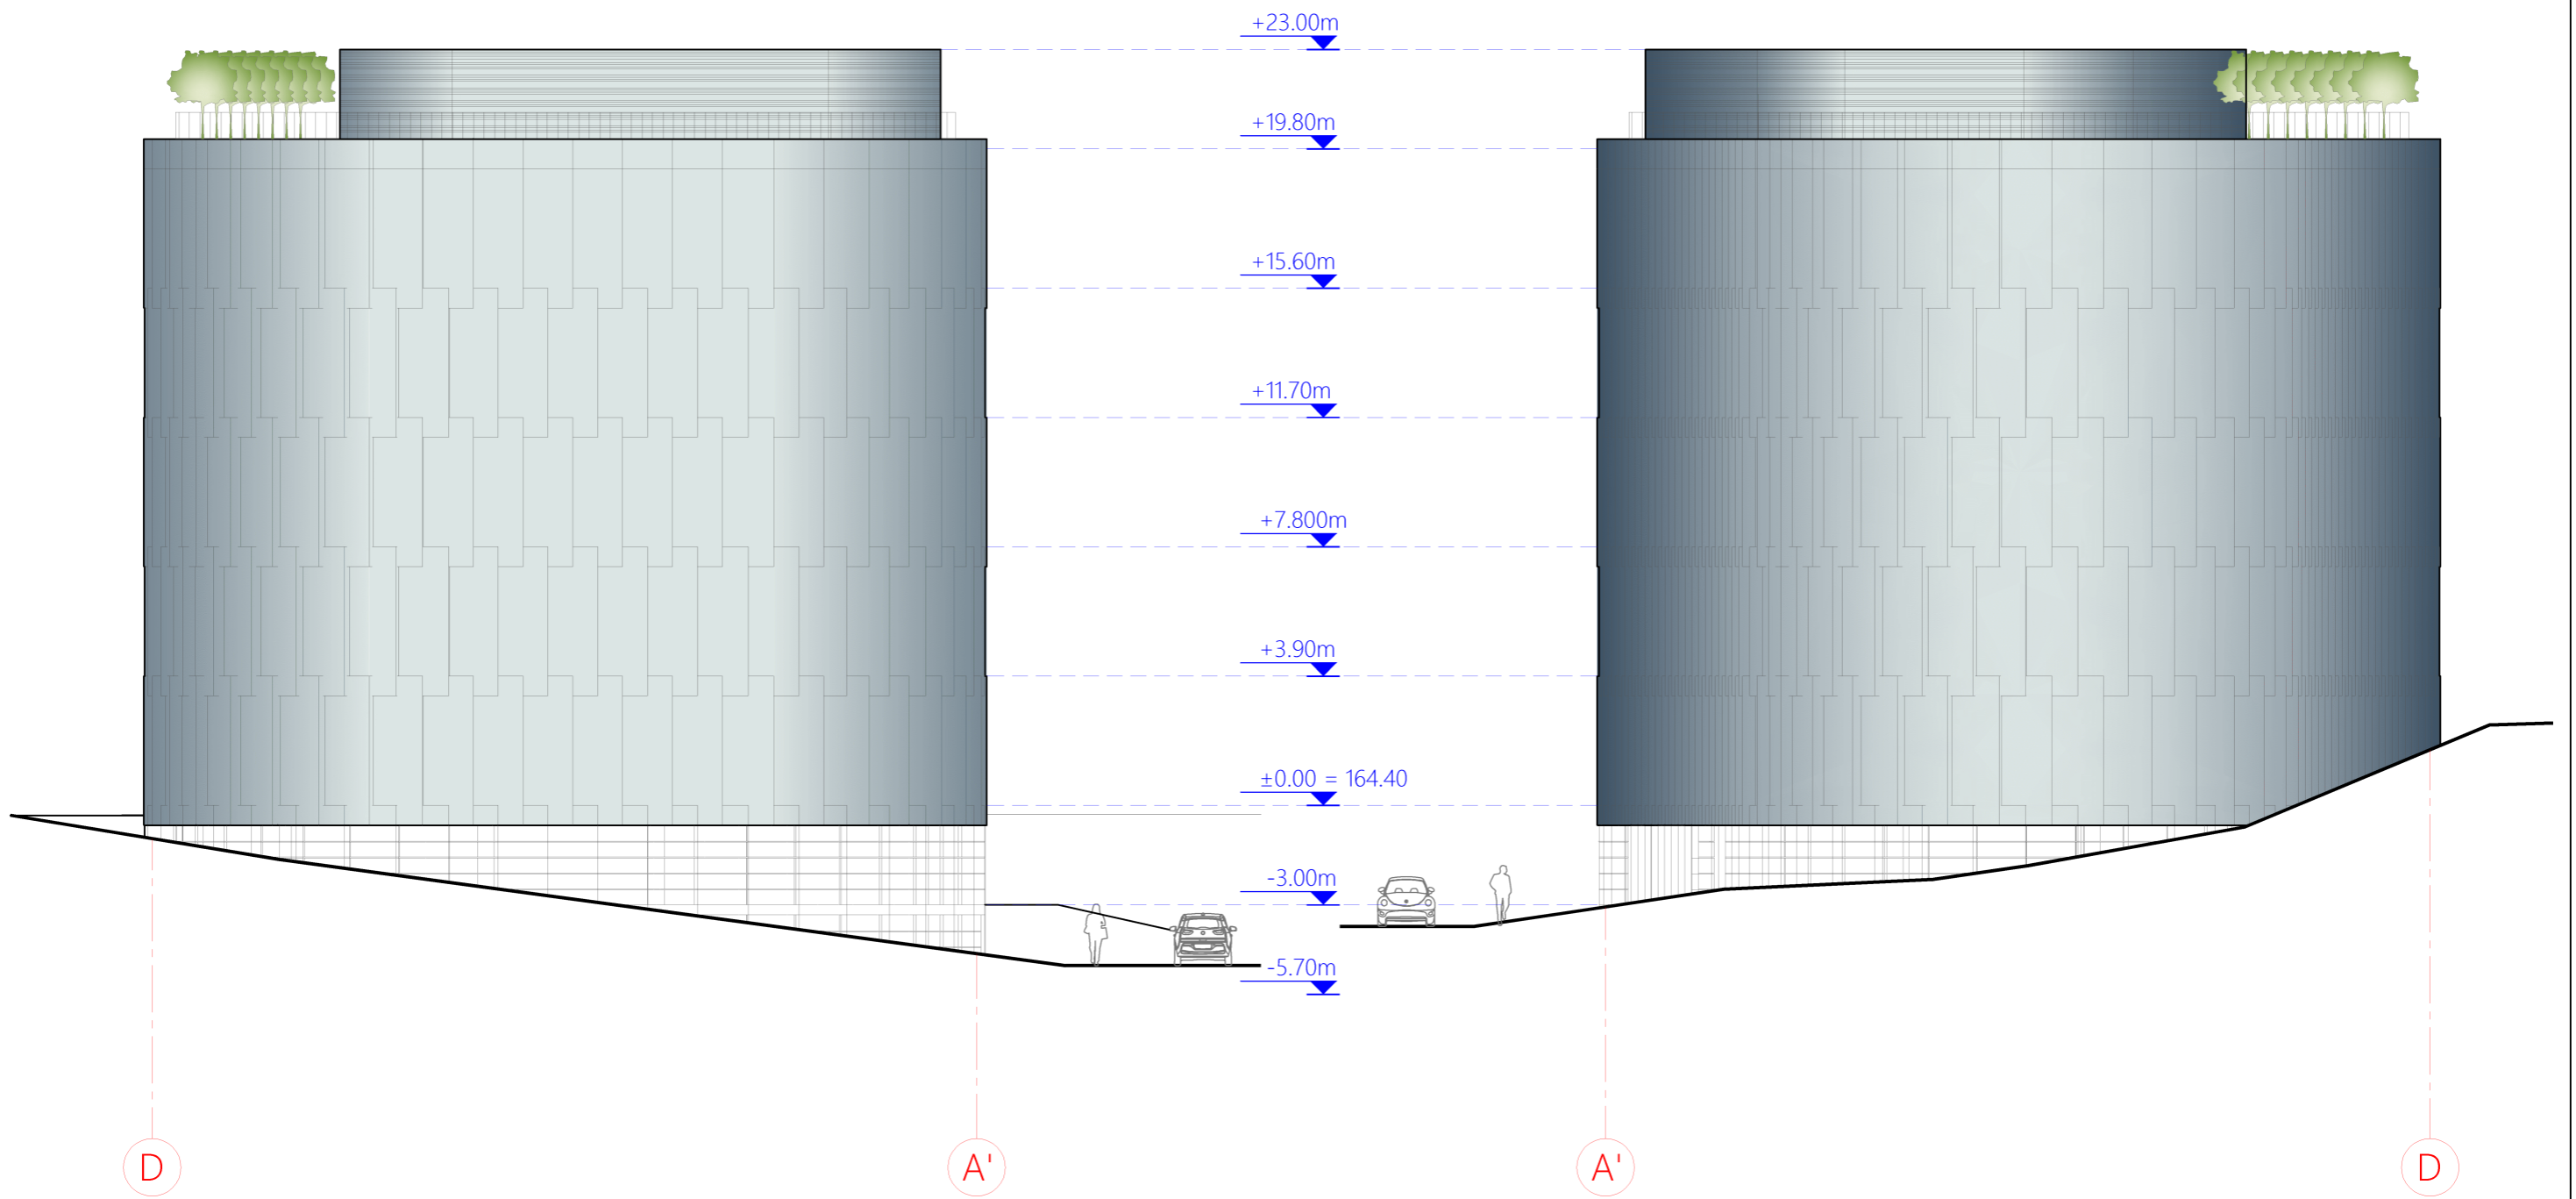 +23.00m
+19.80m
+15.60m
+11.70m
+7.800m
+3.90m
±0.00 = 164.40
-3.00m
-5.70m
D
A'
A'
D